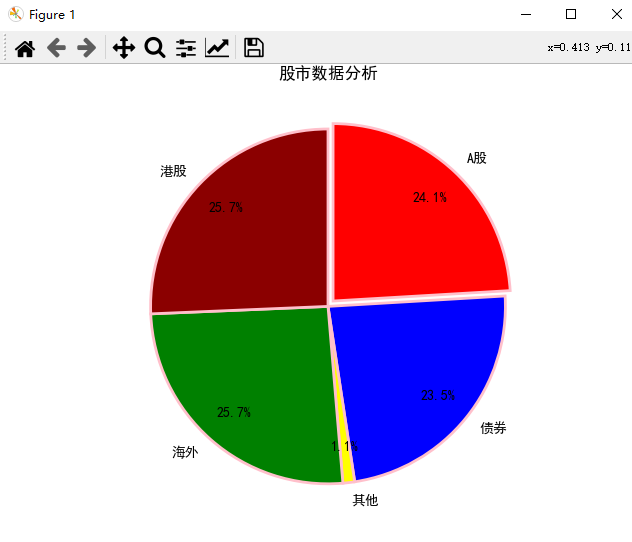 Figure 1
x=0.413 y=0.11
股市数据分析
港股
A股
25.7%
24.1%
25.7%
23.5%
1.1%
海外
债券
其他